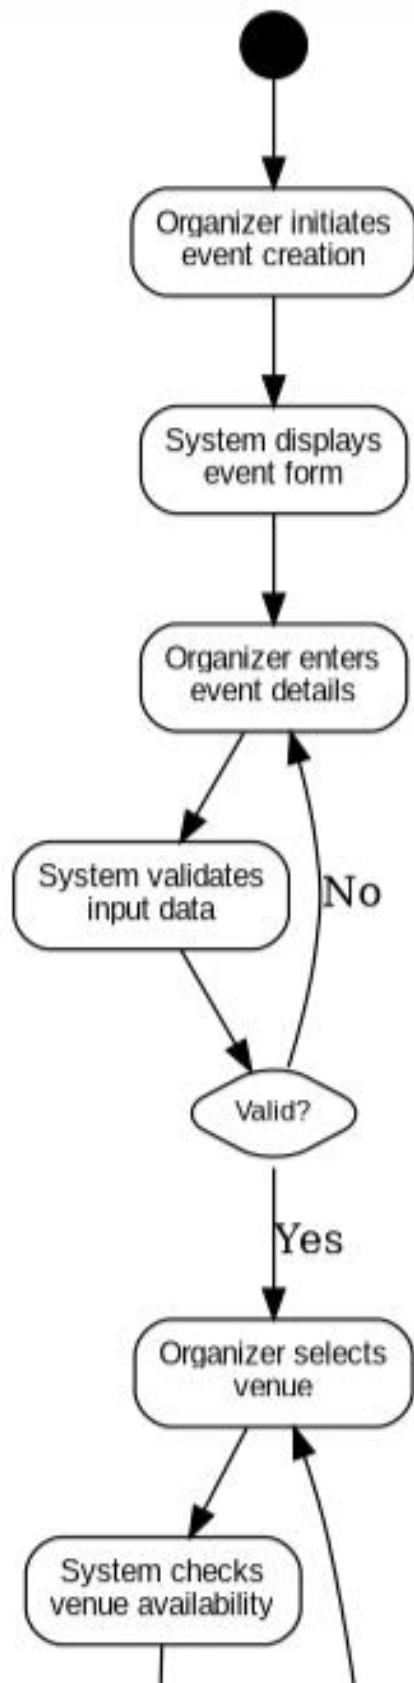 Organizer initiates
event creation
System displays
event form
Organizer enters
event details
System validates
input data
No
Valid?
Yes
Organizer selects
venue
System checks
venue availability